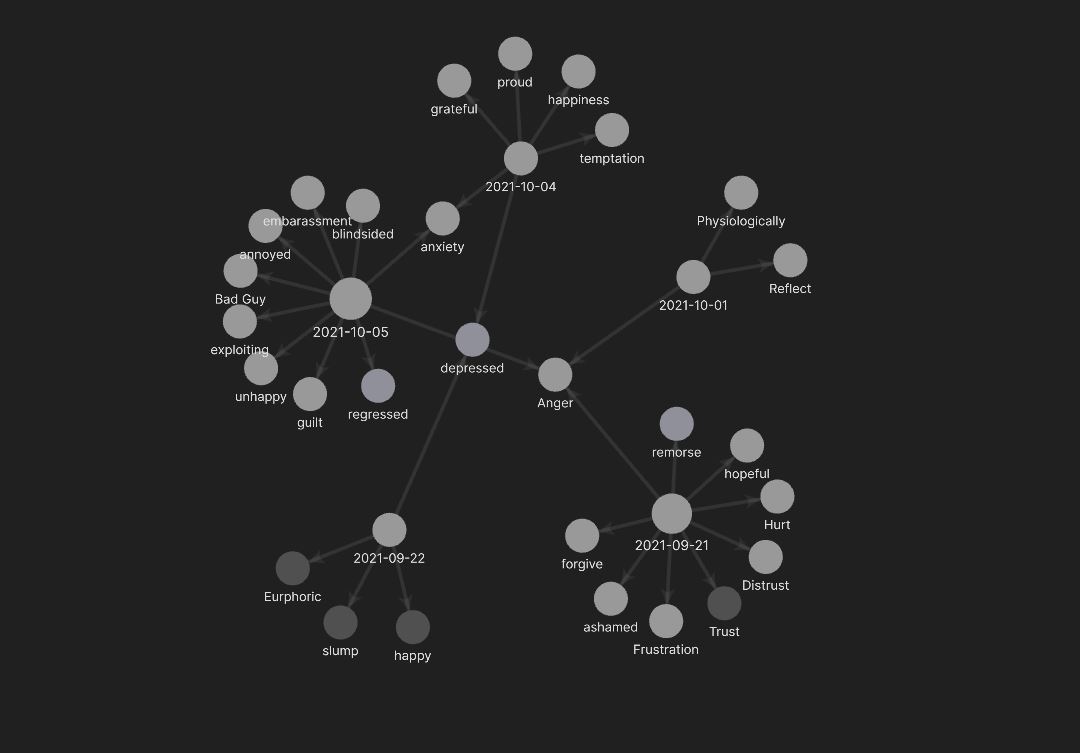 proud
happiness
grateful
temptation
2021-10-04
embarassment
Physiologically
blindsided
anxiety
annoyed
Reflect
Bad Guy
2021-10-01
2021-10-05
exploiting
depressed
unhappy
Anger
regressed
guilt
remorse
hopeful
Hurt
2021-09-21
2021-09-22
forgive
Distrust
Eurphoric
ashamed
Trust
slump
Frustration
happy